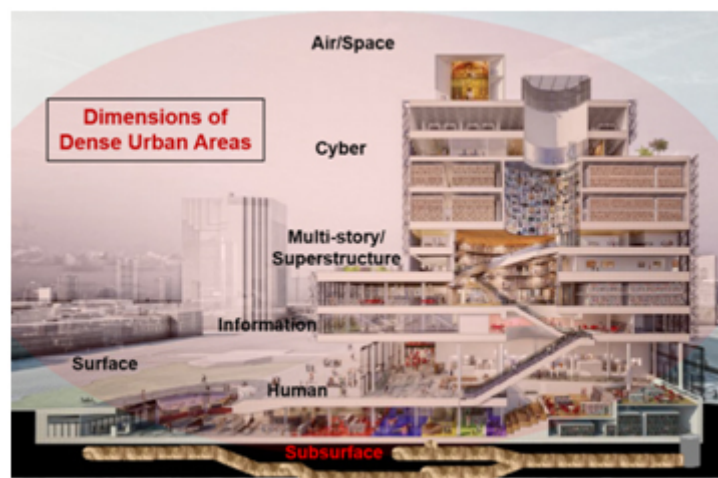 Air/Space
Dimensions of
Dense Urban Areas
Cyber
Multi-story/
Superstructure
Information
Surface
Human
Subsurface